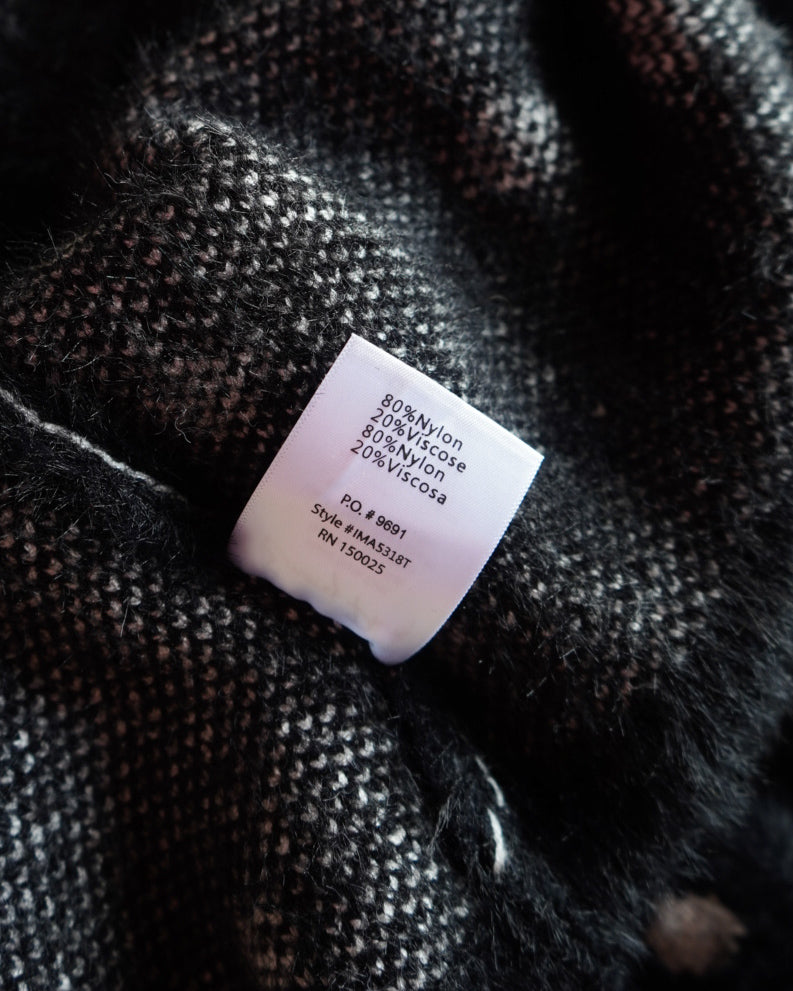 80%Nylon
20%Viscose
80%Nylon
20%Viscosa
P.O. # 9691
Style #IMA5318T
RN 150025